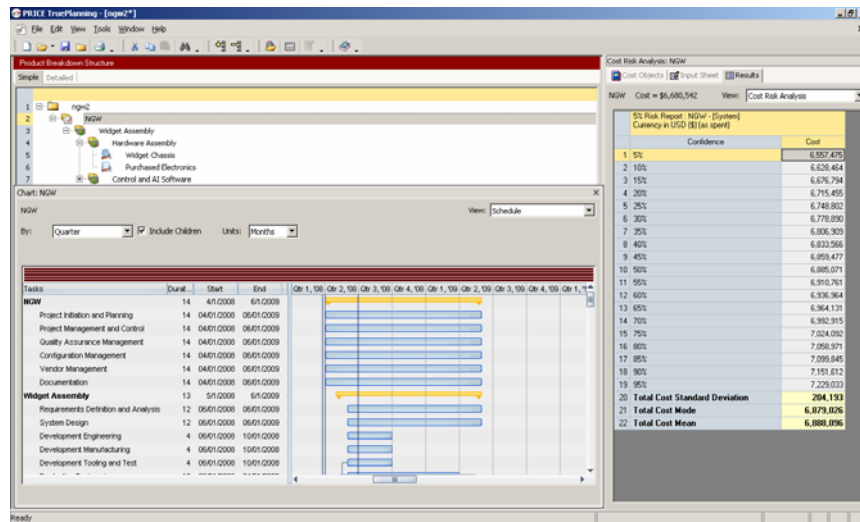 PRICE TruePlanning - [ngw2*]
File Edit View Tools Window Help
Product Breakdown Structure
Simple Detailed
1 ngw2
2 NGW
3 Widget Assembly
4 Hardware Assembly
5 Widget Chassis
6 Purchased Electronics
7 Control and AI Software
Chart: NGW
NGW View: Schedule
By: Quarter Include Children Units: Months
Tasks Durat... Start End Qtr 1, '08 Qtr 2, '08 Qtr 3, '08 Qtr 4, '08 Qtr 1, '09 Qtr 2, '09 Qtr 3, '09 Qtr 4, '09 Qtr 1,
NGW 14 4/1/2008 6/1/2009
Project Initiation and Planning 14 04/01/2008 06/01/2009
Project Management and Control 14 04/01/2008 06/01/2009
Quality Assurance Management 14 04/01/2008 06/01/2009
Configuration Management 14 04/01/2008 06/01/2009
Vendor Management 14 04/01/2008 06/01/2009
Documentation 14 04/01/2008 06/01/2009
Widget Assembly 13 5/1/2008 6/1/2009
Requirements Definition and Analysis 12 06/01/2008 06/01/2009
System Design 12 06/01/2008 06/01/2009
Development Engineering 4 06/01/2008 10/01/2008
Development Manufacturing 4 06/01/2008 10/01/2008
Development Tooling and Test 4 06/01/2008 10/01/2008
Cost Risk Analysis: NGW
Cost Objects Input Sheet Results
NGW Cost = $6,680,542 View: Cost Risk Analysis
5% Risk Report : NGW - [System]
Currency in USD ($) (as spent)
Confidence Cost
1 5% 6,557,475
2 10% 6,628,464
3 15% 6,676,794
4 20% 6,715,455
5 25% 6,748,802
6 30% 6,778,890
7 35% 6,806,909
8 40% 6,833,566
9 45% 6,859,477
10 50% 6,885,071
11 55% 6,910,761
12 60% 6,936,964
13 65% 6,964,131
14 70% 6,992,915
15 75% 7,024,092
16 80% 7,058,971
17 85% 7,099,845
18 90% 7,151,612
19 95% 7,229,033
20 Total Cost Standard Deviation 204,193
21 Total Cost Mode 6,879,026
22 Total Cost Mean 6,888,096
Ready